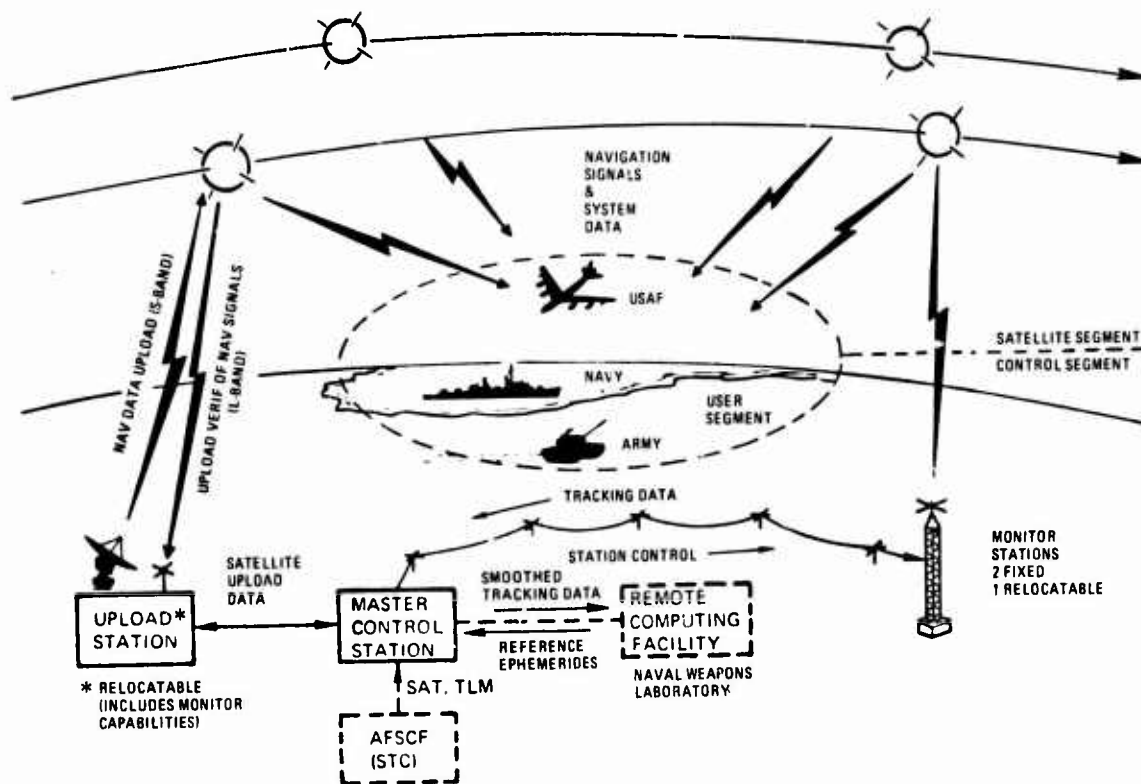 NAVIGATION
SIGNALS
&
SYSTEM
DATA
USAF
NAV DATA UPLOAD (S-BAND)
UPLOAD VERIF OF NAV SIGNALS
(L-BAND)
SATELLITE SEGMENT
CONTROL SEGMENT
NAVY
USER
SEGMENT
ARMY
TRACKING DATA
STATION CONTROL
MONITOR
STATIONS
2 FIXED
1 RELOCATABLE
SATELLITE
UPLOAD
DATA
UPLOAD*
STATION
* RELOCATABLE
(INCLUDES MONITOR
CAPABILITIES)
MASTER
CONTROL
STATION
SMOOTHED
TRACKING DATA
REFERENCE
EPHEMERIDES
REMOTE
COMPUTING
FACILITY
NAVAL WEAPONS
LABORATORY
SAT. TLM
AFSCF
(STC)